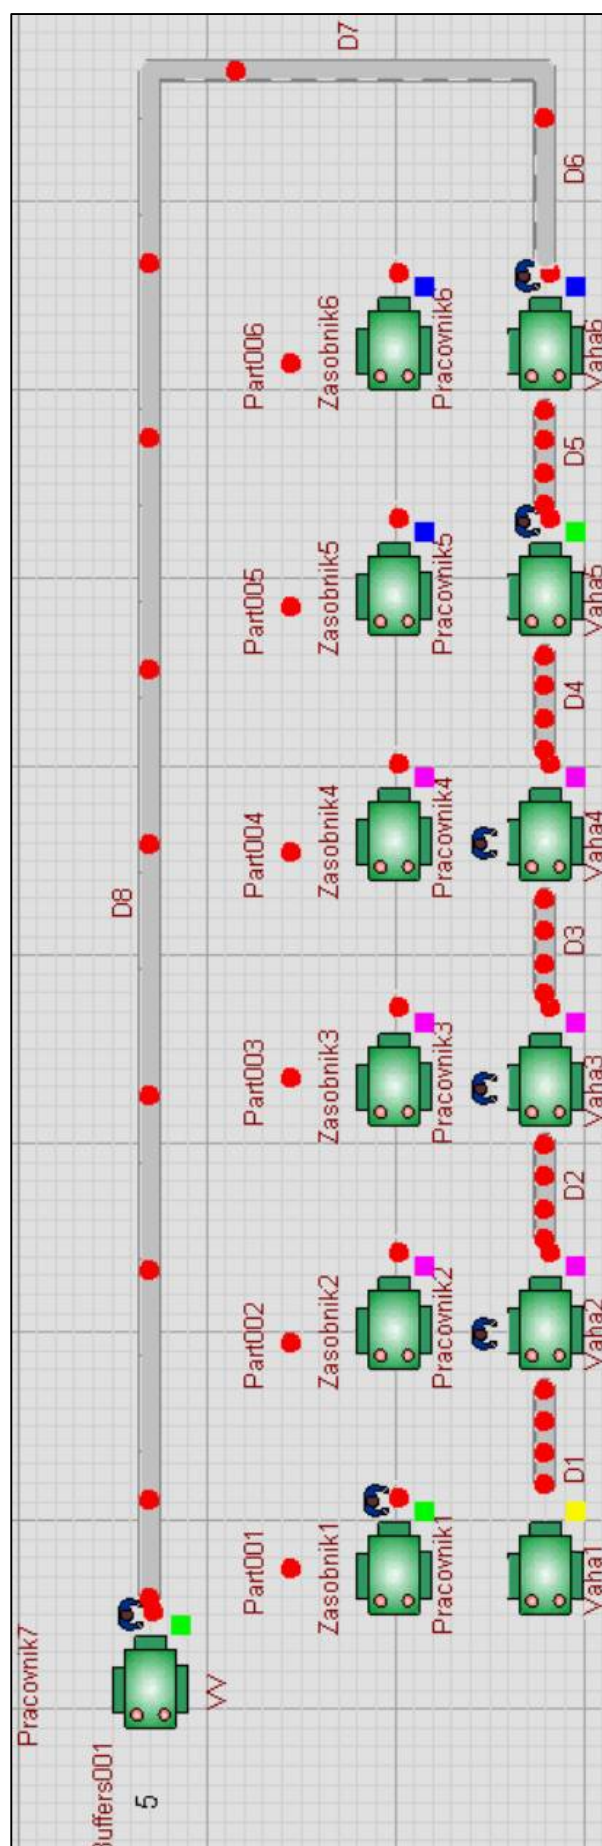 Pracovnik7
Buffers001
D8
5
VV
Part001
Part002
Part003
Part004
Part005
Part006
Zasobnik1
Zasobnik2
Zasobnik3
Zasobnik4
Zasobnik5
Zasobnik6
D7
Pracovnik1
Pracovnik2
Pracovnik3
Pracovnik4
Pracovnik5
Pracovnik6
D1
D2
D3
D4
D5
D6
Vaha1
Vaha2
Vaha3
Vaha4
Vaha5
Vaha6